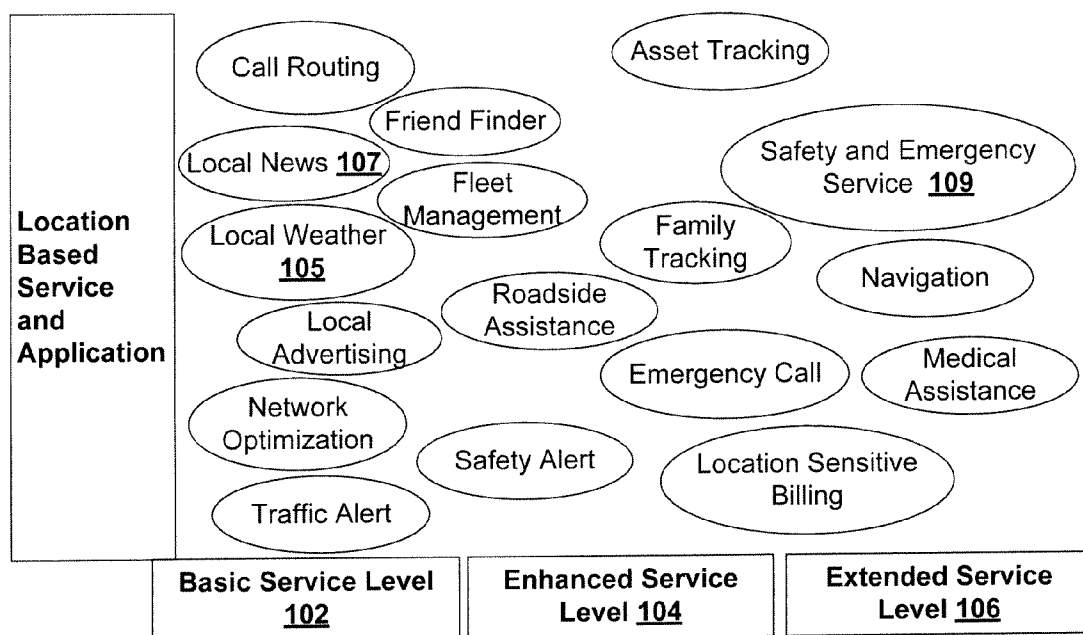 Location
Based
Service
and
Application
Call Routing
Asset Tracking
Friend Finder
Local News 107
Safety and Emergency
Service 109
Fleet
Management
Local Weather
105
Family
Tracking
Navigation
Roadside
Assistance
Local
Advertising
Emergency Call
Medical
Assistance
Network
Optimization
Safety Alert
Location Sensitive
Billing
Traffic Alert
Basic Service Level
102
Enhanced Service
Level 104
Extended Service
Level 106